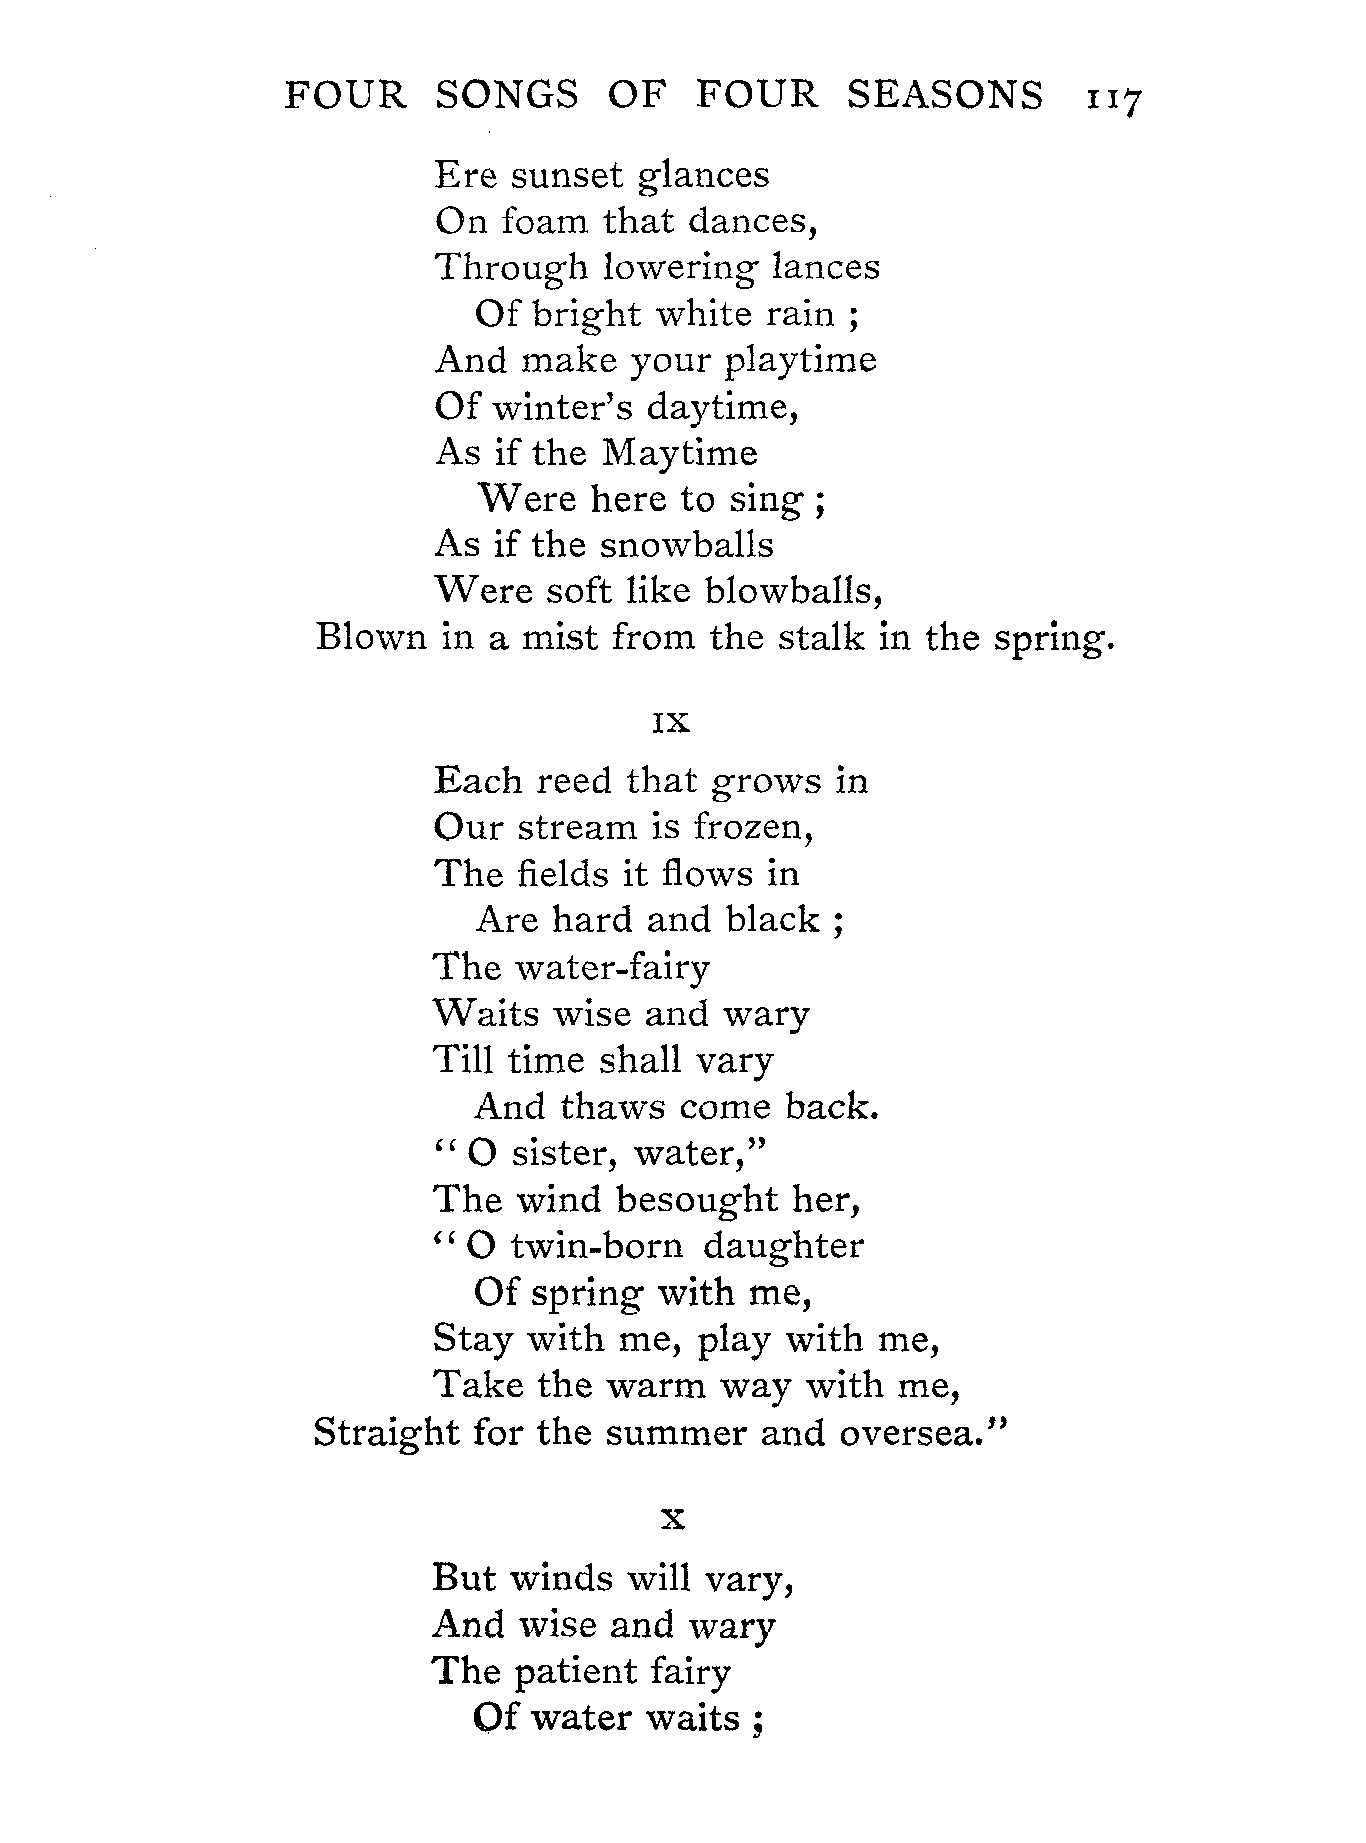 FOUR SONGS OF FOUR SEASONS 117
Ere sunset glances
On foam that dances,
Through lowering lances
Of bright white rain ;
And make your playtime
Of winter's daytime,
As if the Maytime
Were here to sing ;
As if the snowballs
Were soft like blowballs,
Blown in a mist from the stalk in the spring.
IX
Each reed that grows in
Our stream is frozen,
The fields it flows in
Are hard and black ;
The water-fairy
Waits wise and wary
Till time shall vary
And thaws come back.
“ O sister, water,”
The wind besought her,
“ O twin-born daughter
Of spring with me,
Stay with me, play with me,
Take the warm way with me,
Straight for the summer and oversea.”
X
But winds will vary,
And wise and wary
The patient fairy
Of water waits ;